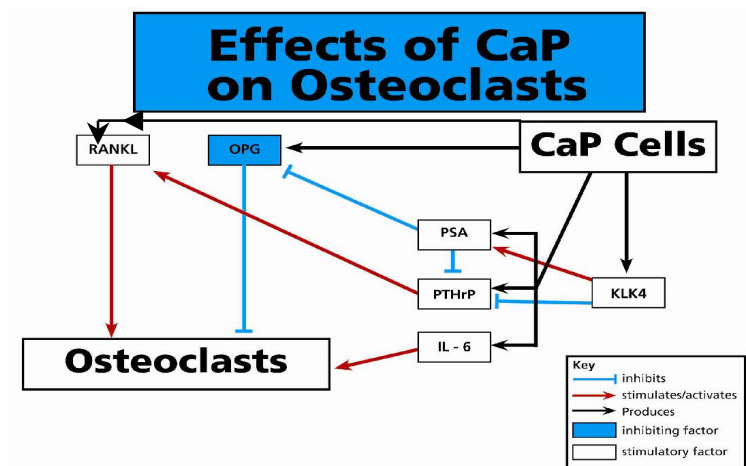 Effects of CaP
on Osteoclasts
CaP Cells
RANKL
OPG
PSA
PTHrP
KLK4
IL - 6
Osteoclasts
Key
inhibits
stimulates/activates
Produces
inhibiting factor
stimulatory factor